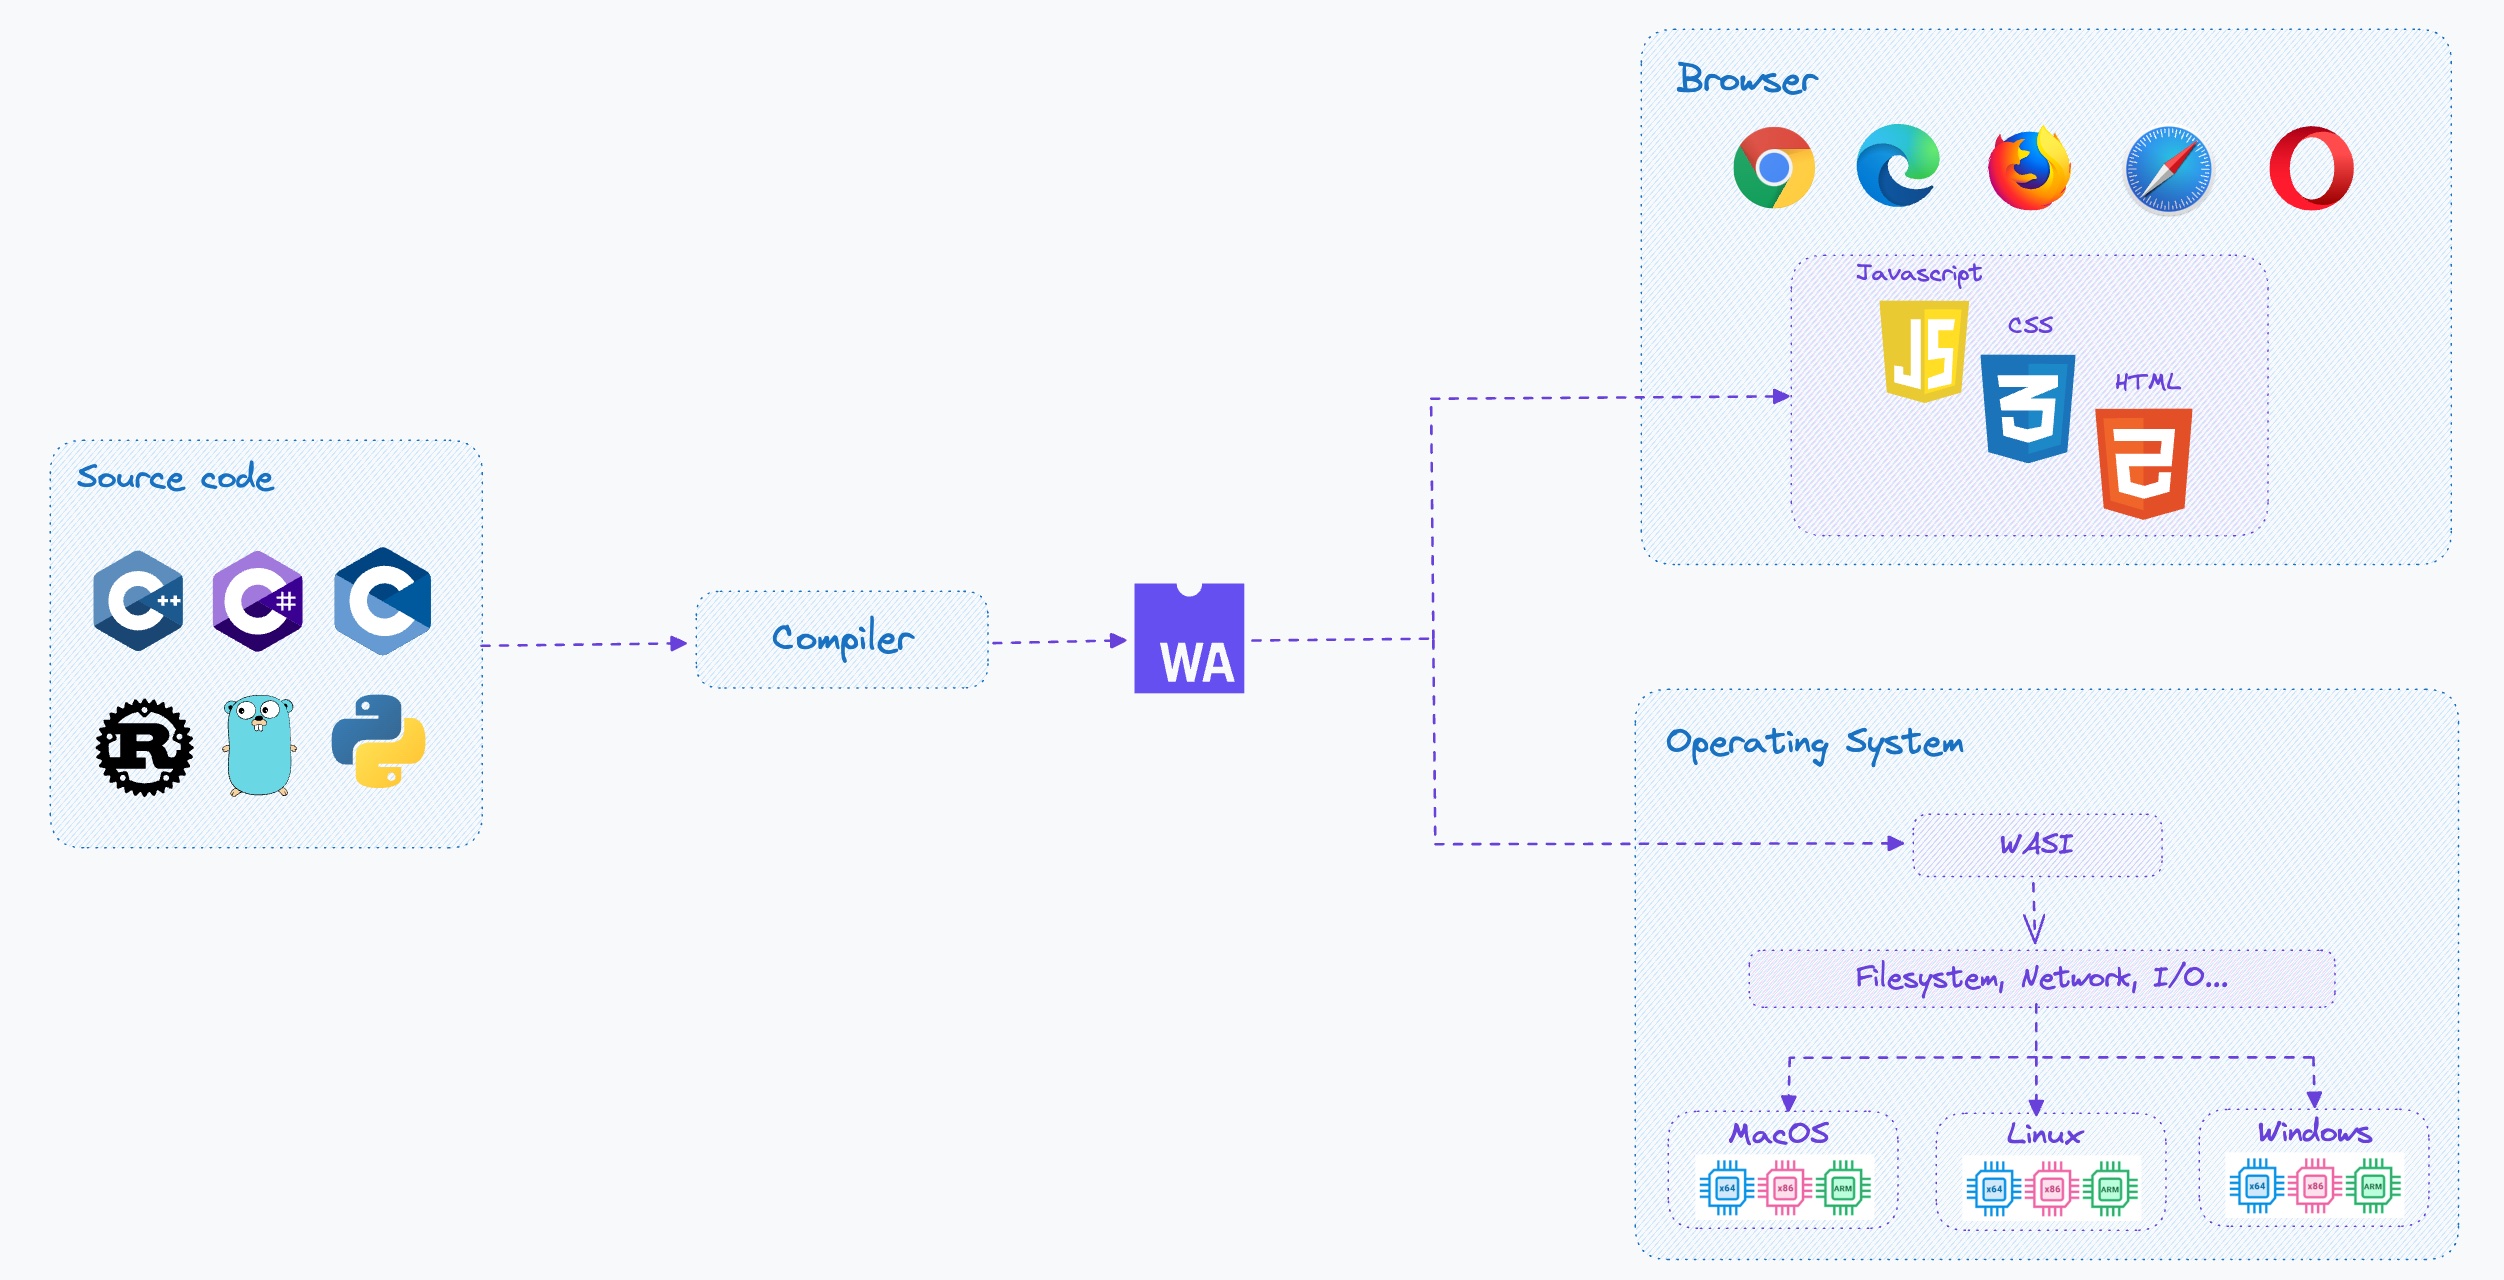 Browser
Javascript
JS
CSS
HTML
Source code
C++
C#
C
R
Compiler
WA
Operating System
WASI
Filesystem, Network, I/O...
MacOS
x64 x86 ARM
Linux
x64 x86 ARM
Windows
x64 x86 ARM